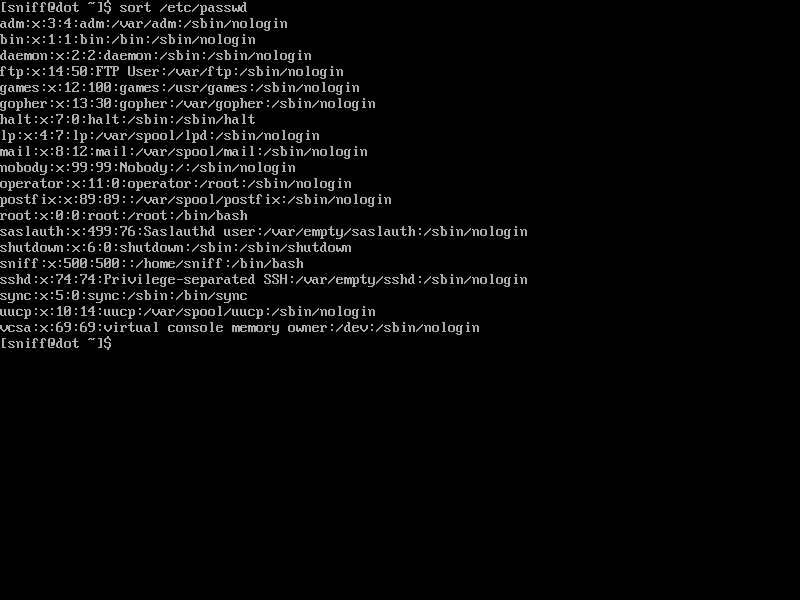 [sniff@dot ~]$ sort /etc/passwd
adm:x:3:4:adm:/var/adm:/sbin/nologin
bin:x:1:1:bin:/bin:/sbin/nologin
daemon:x:2:2:daemon:/sbin:/sbin/nologin
ftp:x:14:50:FTP User:/var/ftp:/sbin/nologin
games:x:12:100:games:/usr/games:/sbin/nologin
gopher:x:13:30:gopher:/var/gopher:/sbin/nologin
halt:x:7:0:halt:/sbin:/sbin/halt
lp:x:4:7:lp:/var/spool/lpd:/sbin/nologin
mail:x:8:12:mail:/var/spool/mail:/sbin/nologin
nobody:x:99:99:Nobody:/:/sbin/nologin
operator:x:11:0:operator:/root:/sbin/nologin
postfix:x:89:89::/var/spool/postfix:/sbin/nologin
root:x:0:0:root:/root:/bin/bash
saslauth:x:499:76:Saslauthd user:/var/empty/saslauth:/sbin/nologin
shutdown:x:6:0:shutdown:/sbin:/sbin/shutdown
sniff:x:500:500::/home/sniff:/bin/bash
sshd:x:74:74:Privilege-separated SSH:/var/empty/sshd:/sbin/nologin
sync:x:5:0:sync:/sbin:/bin/sync
uucp:x:10:14:uucp:/var/spool/uucp:/sbin/nologin
vcsa:x:69:69:virtual console memory owner:/dev:/sbin/nologin
[sniff@dot ~]$